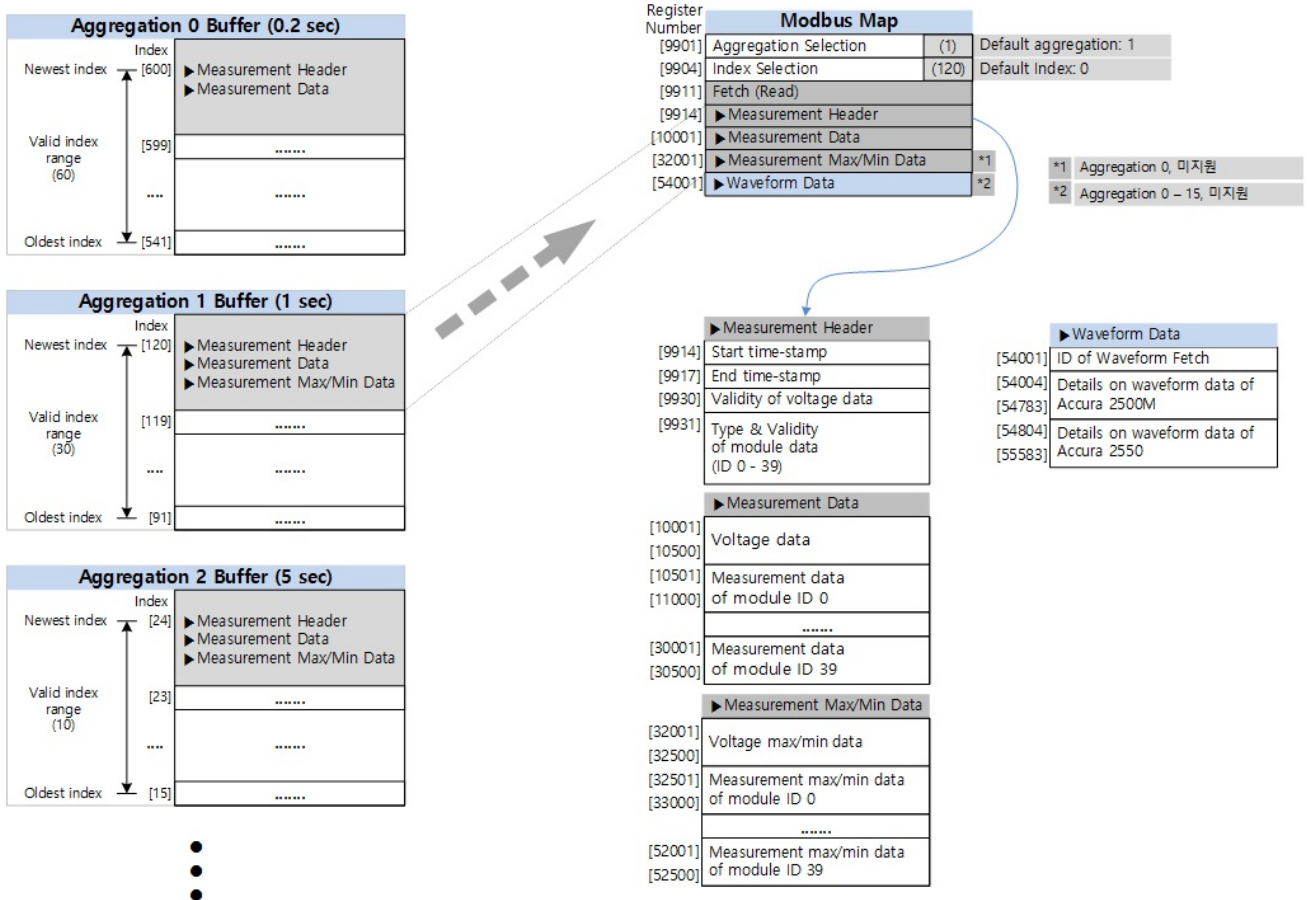 Aggregation 0 Buffer (0.2 sec)
Index
Newest index [600] ▶Measurement Header
▶Measurement Data
Valid index range (60)
[599] .......
.... .......
Oldest index [541] .......
Aggregation 1 Buffer (1 sec)
Index
Newest index [120] ▶Measurement Header
▶Measurement Data
▶Measurement Max/Min Data
Valid index range (30)
[119] .......
.... .......
Oldest index [91] .......
Aggregation 2 Buffer (5 sec)
Index
Newest index [24] ▶Measurement Header
▶Measurement Data
▶Measurement Max/Min Data
Valid index range (10)
[23] .......
.... .......
Oldest index [15] .......
Register Number
Modbus Map
[9901] Aggregation Selection (1) Default aggregation: 1
[9904] Index Selection (120) Default Index: 0
[9911] Fetch (Read)
[9914] ▶Measurement Header
[10001] ▶Measurement Data
[32001] ▶Measurement Max/Min Data *1
[54001] ▶Waveform Data *2
*1 Aggregation 0, 미지원
*2 Aggregation 0 – 15, 미지원
▶Measurement Header
[9914] Start time-stamp
[9917] End time-stamp
[9930] Validity of voltage data
[9931] Type & Validity
of module data
(ID 0 - 39)
▶Measurement Data
[10001] Voltage data
[10500]
[10501] Measurement data
[11000] of module ID 0
.......
[30001] Measurement data
[30500] of module ID 39
▶Measurement Max/Min Data
[32001] Voltage max/min data
[32500]
[32501] Measurement max/min data
[33000] of module ID 0
.......
[52001] Measurement max/min data
[52500] of module ID 39
▶Waveform Data
[54001] ID of Waveform Fetch
[54004] Details on waveform data of
[54783] Accura 2500M
[54804] Details on waveform data of
[55583] Accura 2550